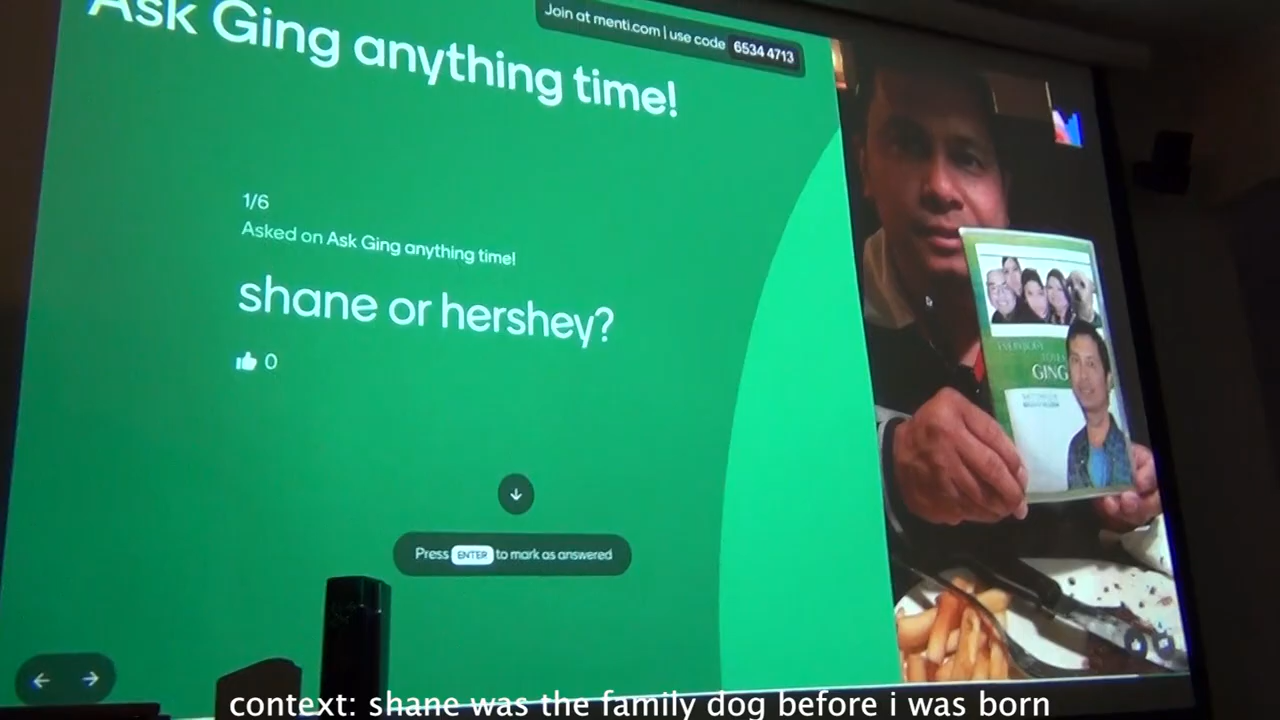 Ask Ging anything time!
Join at menti.com | use code 6534 4713
1/6
Asked on Ask Ging anything time!
shane or hershey?
0
Press ENTER to mark as answered
GING
context: shane was the family dog before i was born